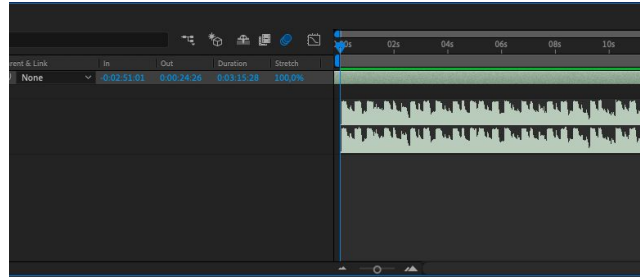 :00s 02s 04s 06s 08s 10s
rent & Link In Out Duration Stretch
None -0:02:51:01 0:00:24:26 0:03:15:28 100,0%